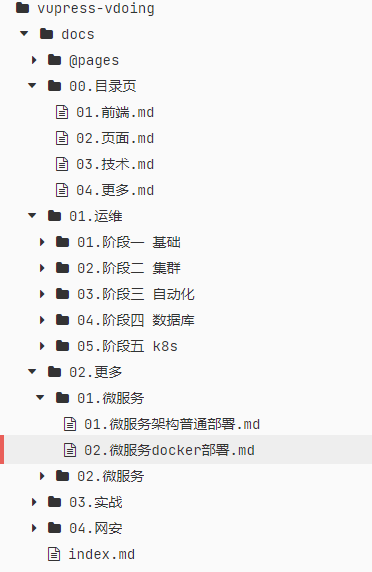 vupress-vdoing
docs
@pages
00.目录页
01.前端.md
02.页面.md
03.技术.md
04.更多.md
01.运维
01.阶段一 基础
02.阶段二 集群
03.阶段三 自动化
04.阶段四 数据库
05.阶段五 k8s
02.更多
01.微服务
01.微服务架构普通部署.md
02.微服务docker部署.md
02.微服务
03.实战
04.网安
index.md